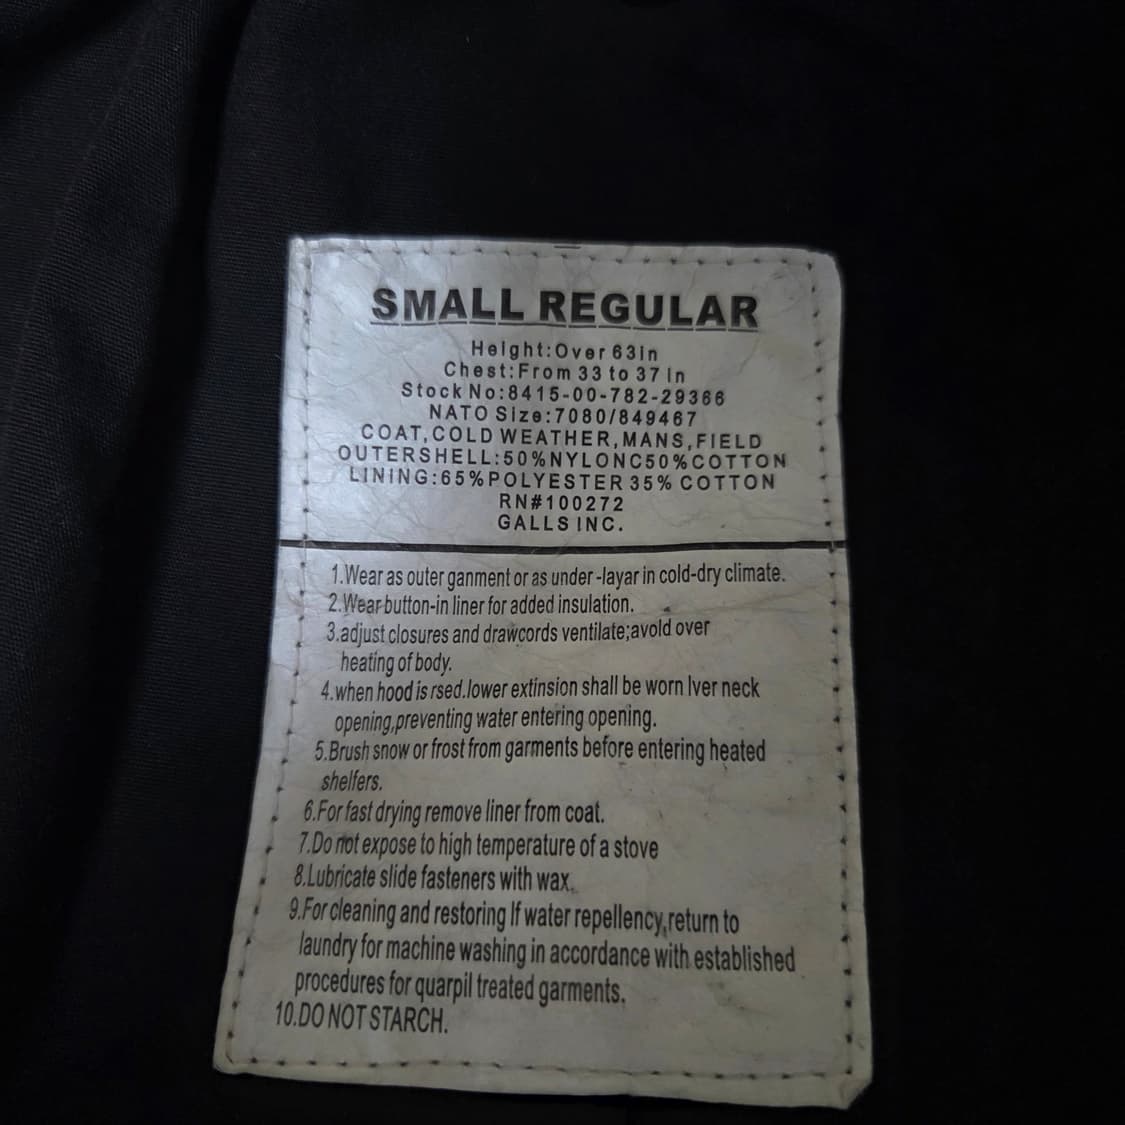 SMALL REGULAR
Height:Over 63in
Chest:From 33 to 37 in
Stock No:8415-00-782-29366
NATO Size:7080/849467
COAT,COLD WEATHER,MANS,FIELD
OUTERSHELL:50%NYLONC50%COTTON
LINING:65%POLYESTER 35% COTTON
RN#100272
GALLS INC.
1.Wear as outer ganment or as under-layar in cold-dry climate.
2.Wear button-in liner for added insulation.
3.adjust closures and drawcords ventilate;avold over
heating of body.
4.when hood is rsed.lower extinsion shall be worn lver neck
opening,preventing water entering opening.
5.Brush snow or frost from garments before entering heated
shelfers.
6.For fast drying remove liner from coat.
7.Do not expose to high temperature of a stove
8.Lubricate slide fasteners with wax.
9.For cleaning and restoring lf water repellency,return to
laundry for machine washing in accordance with established
procedures for quarpil treated garments.
10.DO NOT STARCH.